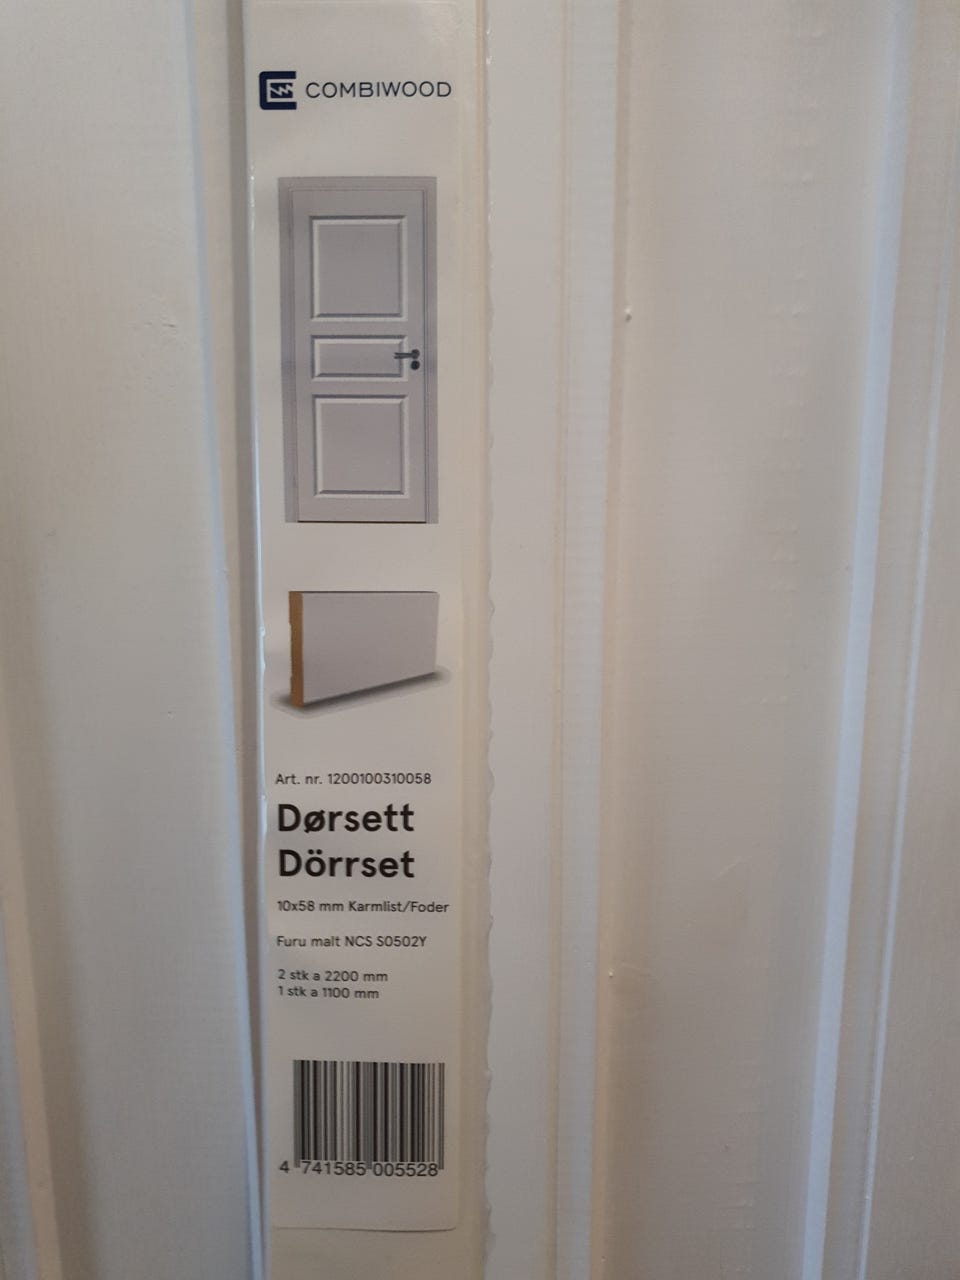 COMBIWOOD
Art. nr. 1200100310058
Dørsett
Dörrset
10x58 mm Karmlist/Foder
Furu malt NCS S0502Y
2 stk a 2200 mm
1 stk a 1100 mm
4 741585 005528